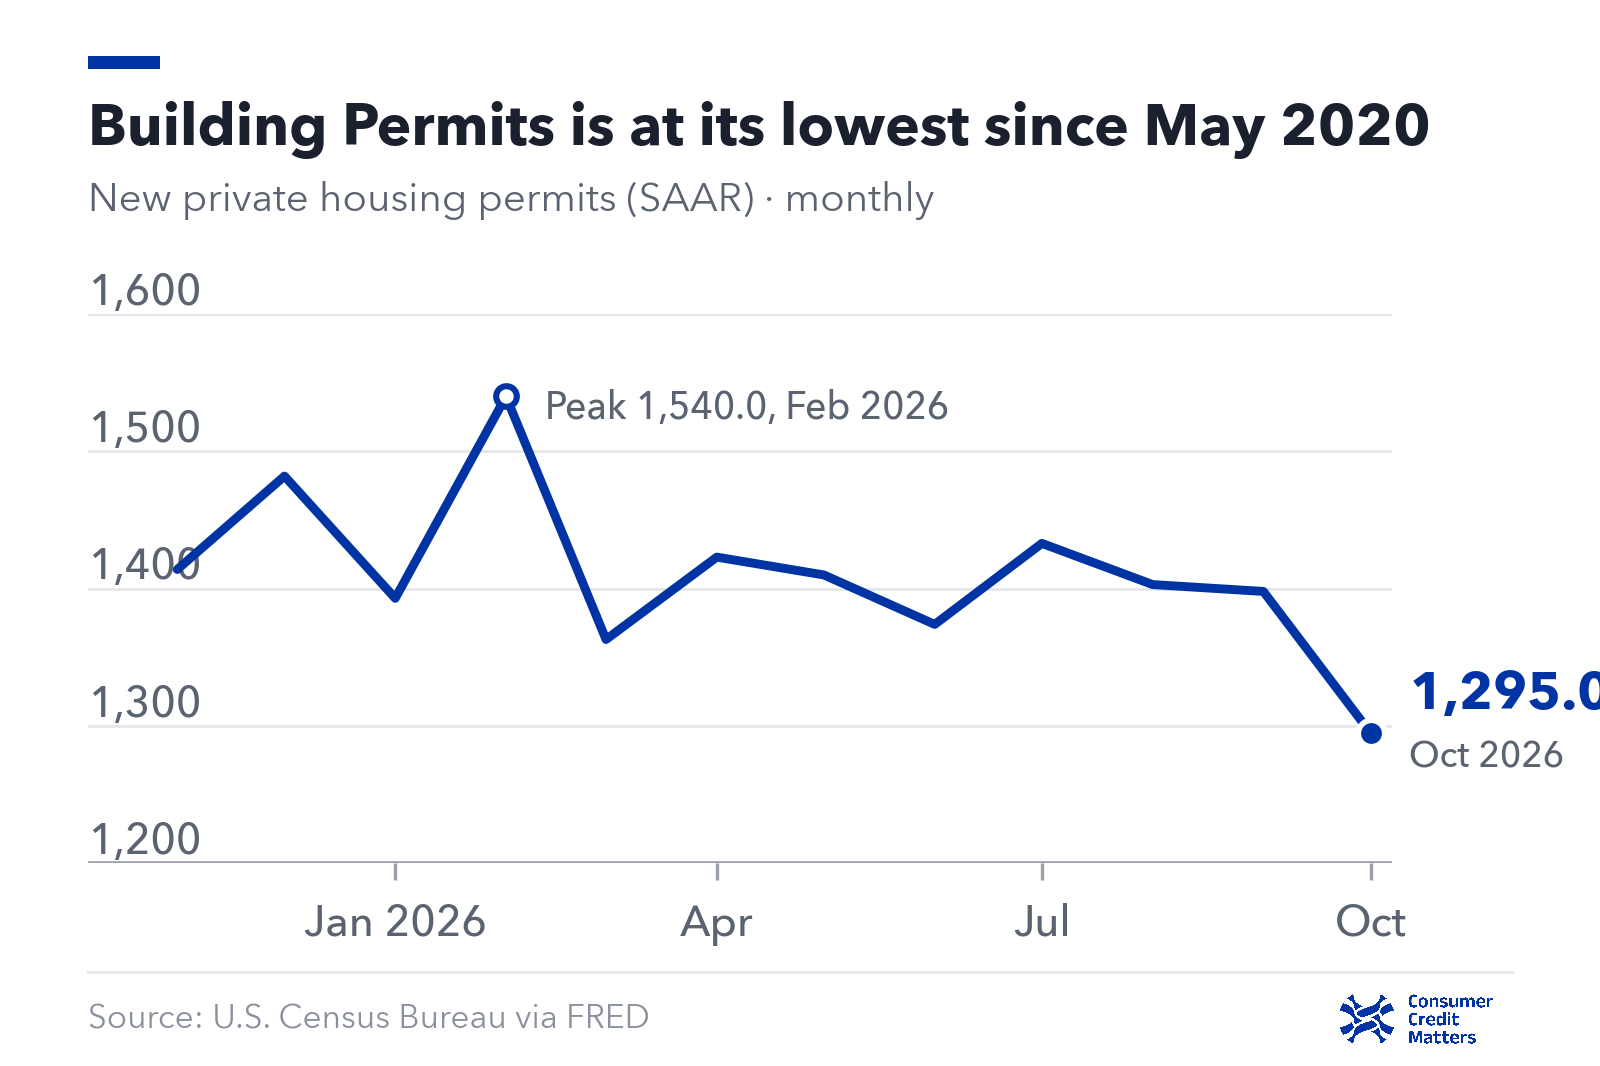 Building Permits is at its lowest since May 2020
New private housing permits (SAAR) · monthly
1,600
Peak 1,540.0, Feb 2026
1,500
1,400
1,300
1,295.0
Oct 2026
1,200
Jan 2026
Apr
Jul
Oct
Source: U.S. Census Bureau via FRED
Consumer
Credit
Matters